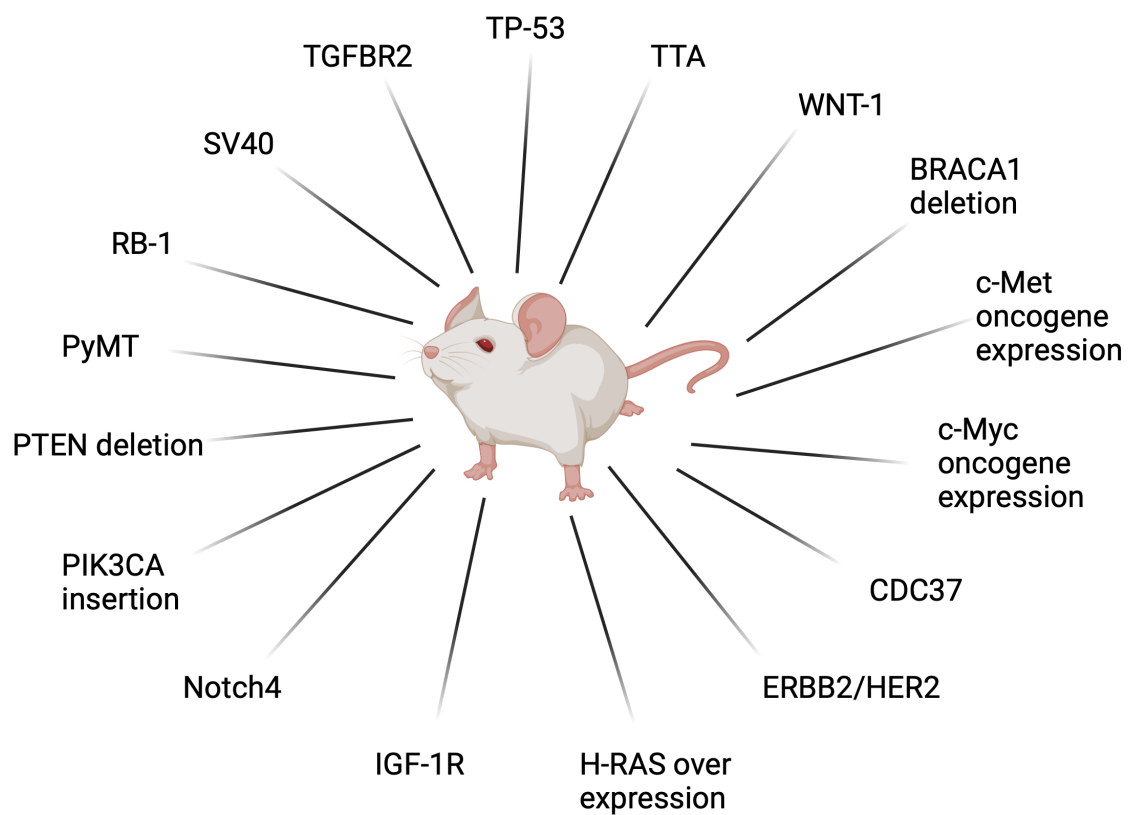 TP-53
TGFBR2
TTA
WNT-1
SV40
BRACA1
deletion
RB-1
c-Met
oncogene
expression
PyMT
PTEN deletion
c-Myc
oncogene
expression
PIK3CA
insertion
CDC37
Notch4
ERBB2/HER2
IGF-1R
H-RAS over
expression